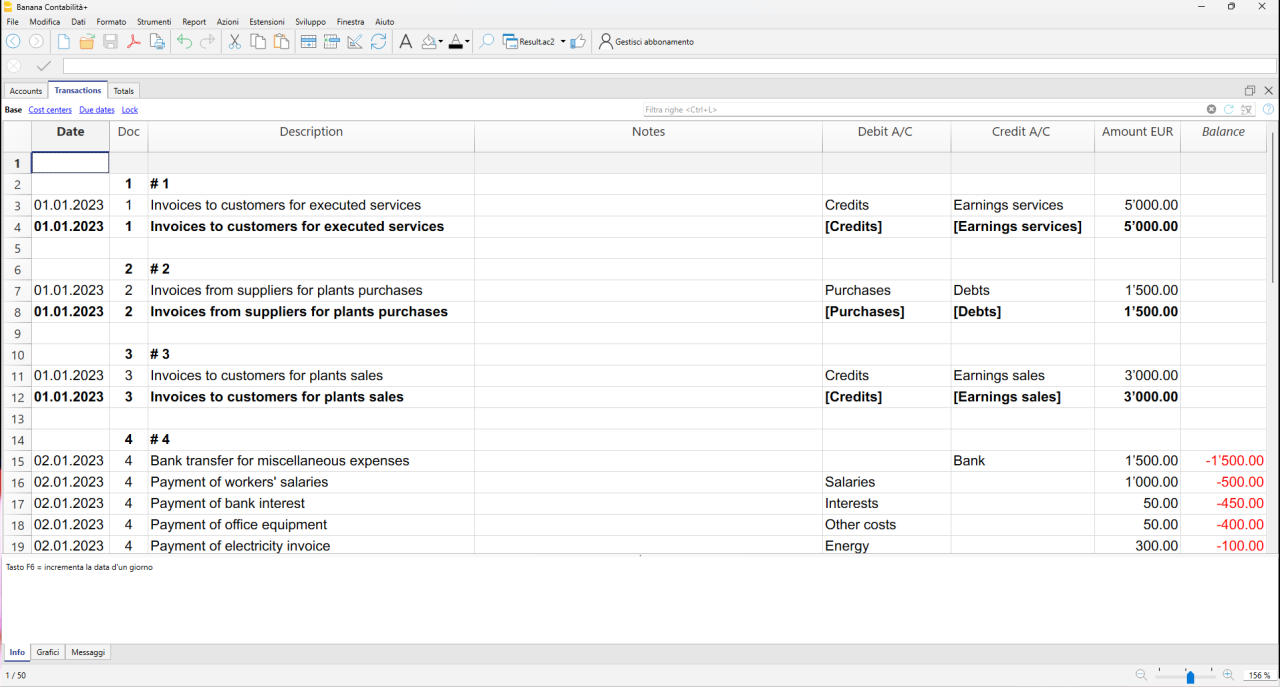 Banana Contabilità+
File Modifica Dati Formato Strumenti Report Azioni Estensioni Sviluppo Finestra Aiuto
Result.ac2 Gestisci abbonamento
Accounts Transactions Totals
Base Cost centers Due dates Lock Filtra righe <Ctrl+L>
Date Doc Description Notes Debit A/C Credit A/C Amount EUR Balance
1
2 1 # 1
3 01.01.2023 1 Invoices to customers for executed services Credits Earnings services 5'000.00
4 01.01.2023 1 Invoices to customers for executed services [Credits] [Earnings services] 5'000.00
5
6 2 # 2
7 01.01.2023 2 Invoices from suppliers for plants purchases Purchases Debts 1'500.00
8 01.01.2023 2 Invoices from suppliers for plants purchases [Purchases] [Debts] 1'500.00
9
10 3 # 3
11 01.01.2023 3 Invoices to customers for plants sales Credits Earnings sales 3'000.00
12 01.01.2023 3 Invoices to customers for plants sales [Credits] [Earnings sales] 3'000.00
13
14 4 # 4
15 02.01.2023 4 Bank transfer for miscellaneous expenses Bank 1'500.00 -1'500.00
16 02.01.2023 4 Payment of workers' salaries Salaries 1'000.00 -500.00
17 02.01.2023 4 Payment of bank interest Interests 50.00 -450.00
18 02.01.2023 4 Payment of office equipment Other costs 50.00 -400.00
19 02.01.2023 4 Payment of electricity invoice Energy 300.00 -100.00
Tasto F6 = incrementa la data d'un giorno
Info Grafici Messaggi
1 / 50 156 %